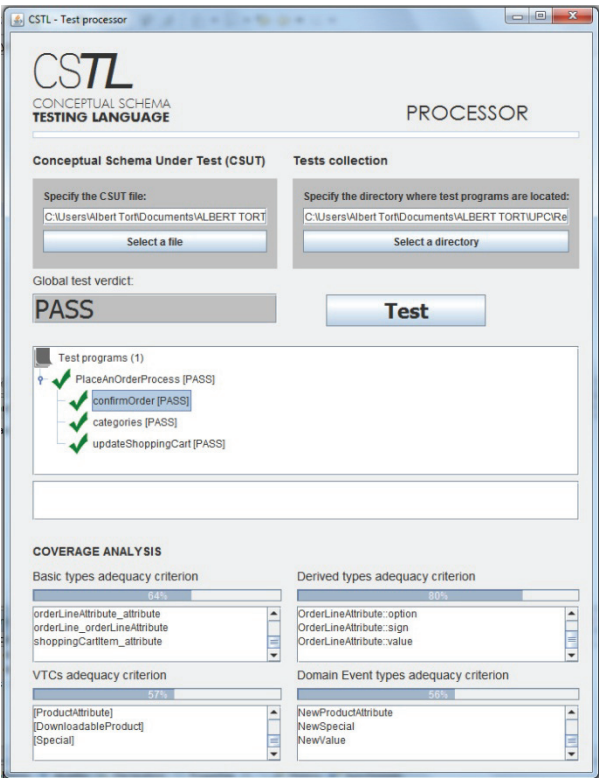 CSTL - Test processor
CSTL
CONCEPTUAL SCHEMA
TESTING LANGUAGE
PROCESSOR
Conceptual Schema Under Test (CSUT)
Tests collection
Specify the CSUT file:
C:\Users\Albert Tort\Documents\ALBERT TORT
Select a file
Specify the directory where test programs are located:
C:\Users\Albert Tort\Documents\ALBERT TORT\UPC\Re
Select a directory
Global test verdict:
PASS
Test
Test programs (1)
PlaceAnOrderProcess [PASS]
confirmOrder [PASS]
categories [PASS]
updateShoppingCart [PASS]
COVERAGE ANALYSIS
Basic types adequacy criterion
64%
orderLineAttribute_attribute
orderLine_orderLineAttribute
shoppingCartItem_attribute
Derived types adequacy criterion
80%
OrderLineAttribute::option
OrderLineAttribute::sign
OrderLineAttribute::value
VTCs adequacy criterion
57%
[ProductAttribute]
[DownloadableProduct]
[Special]
Domain Event types adequacy criterion
56%
NewProductAttribute
NewSpecial
NewValue